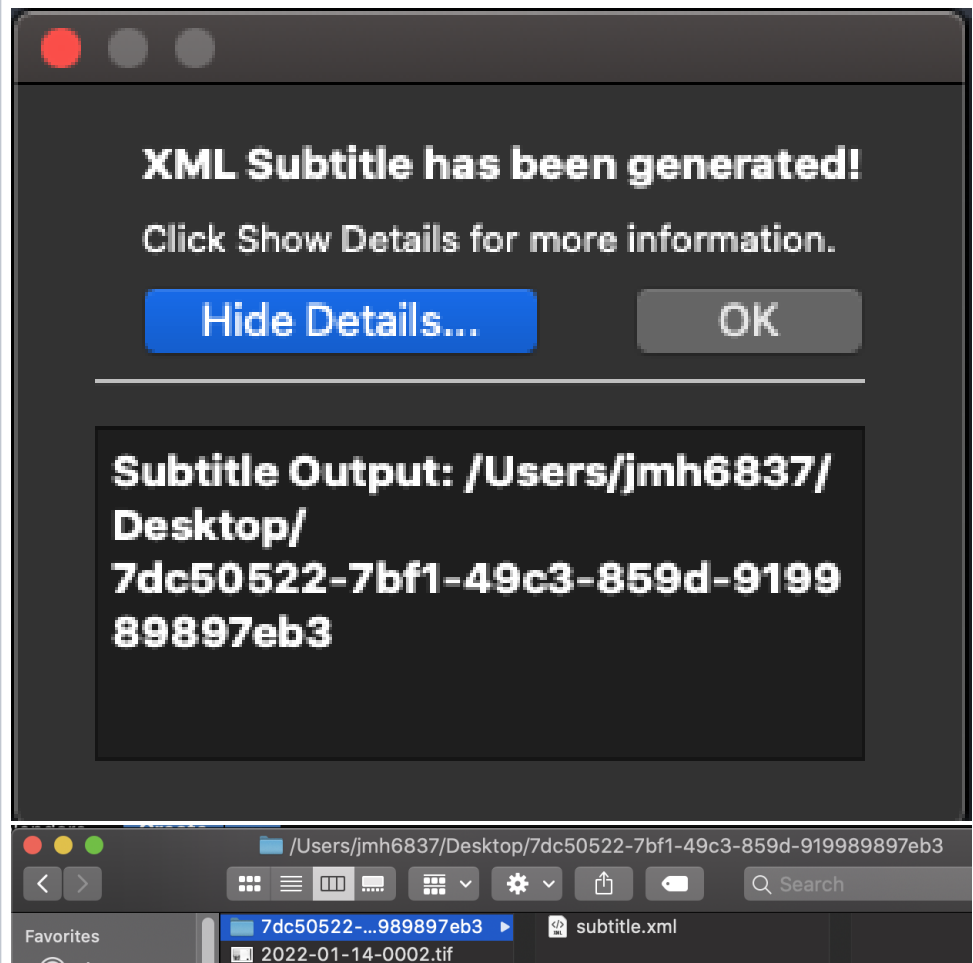 XML Subtitle has been generated!
Click Show Details for more information.
Hide Details...
OK
Subtitle Output: /Users/jmh6837/
Desktop/
7dc50522-7bf1-49c3-859d-9199
89897eb3
/Users/jmh6837/Desktop/7dc50522-7bf1-49c3-859d-919989897eb3
Search
Favorites
7dc50522-...989897eb3
subtitle.xml
2022-01-14-0002.tif